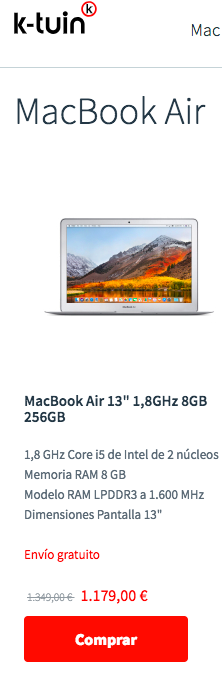 k-tuin k
Mac
MacBook Air
MacBook Air 13" 1,8GHz 8GB
256GB
1,8 GHz Core i5 de Intel de 2 núcleos
Memoria RAM 8 GB
Modelo RAM LPDDR3 a 1.600 MHz
Dimensiones Pantalla 13"
Envío gratuito
1.349,00 € 1.179,00 €
Comprar